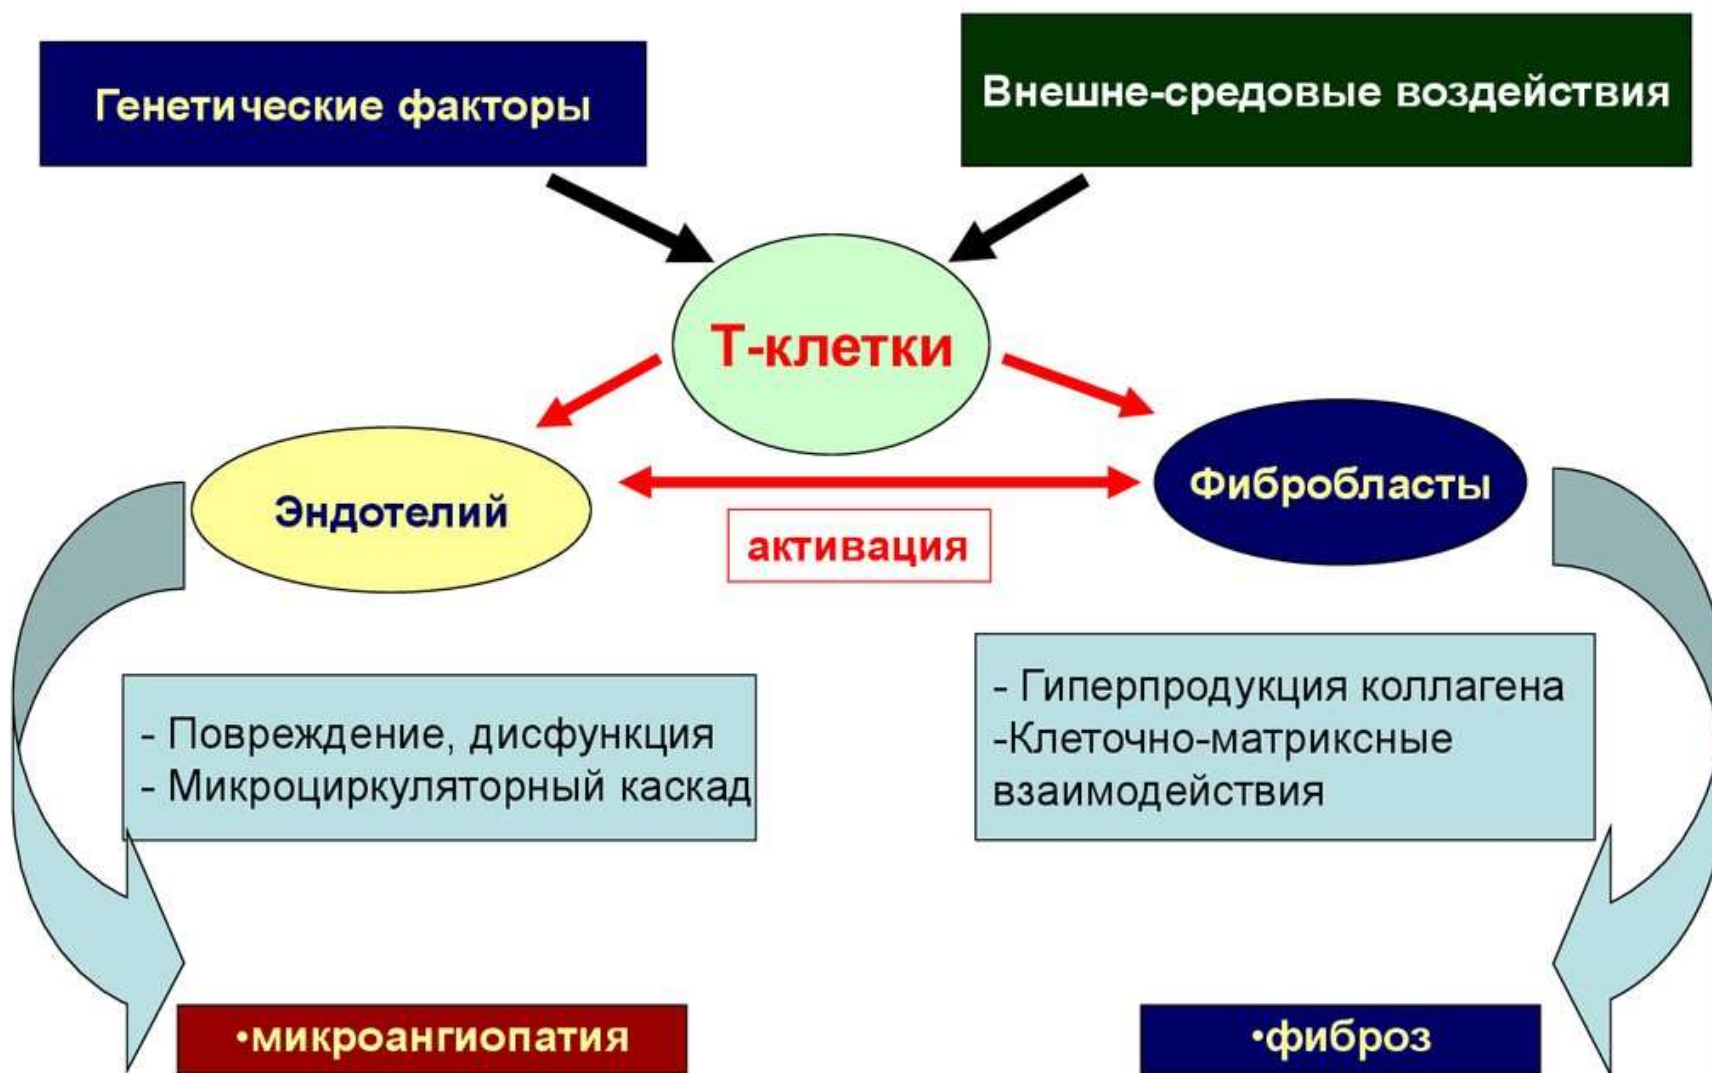 Генетические факторы
Внешне-средовые воздействия
Т-клетки
Эндотелий
Фибробласты
активация
- Повреждение, дисфункция
- Микроциркуляторный каскад
- Гиперпродукция коллагена
-Клеточно-матриксные
взаимодействия
•микроангиопатия
•фиброз